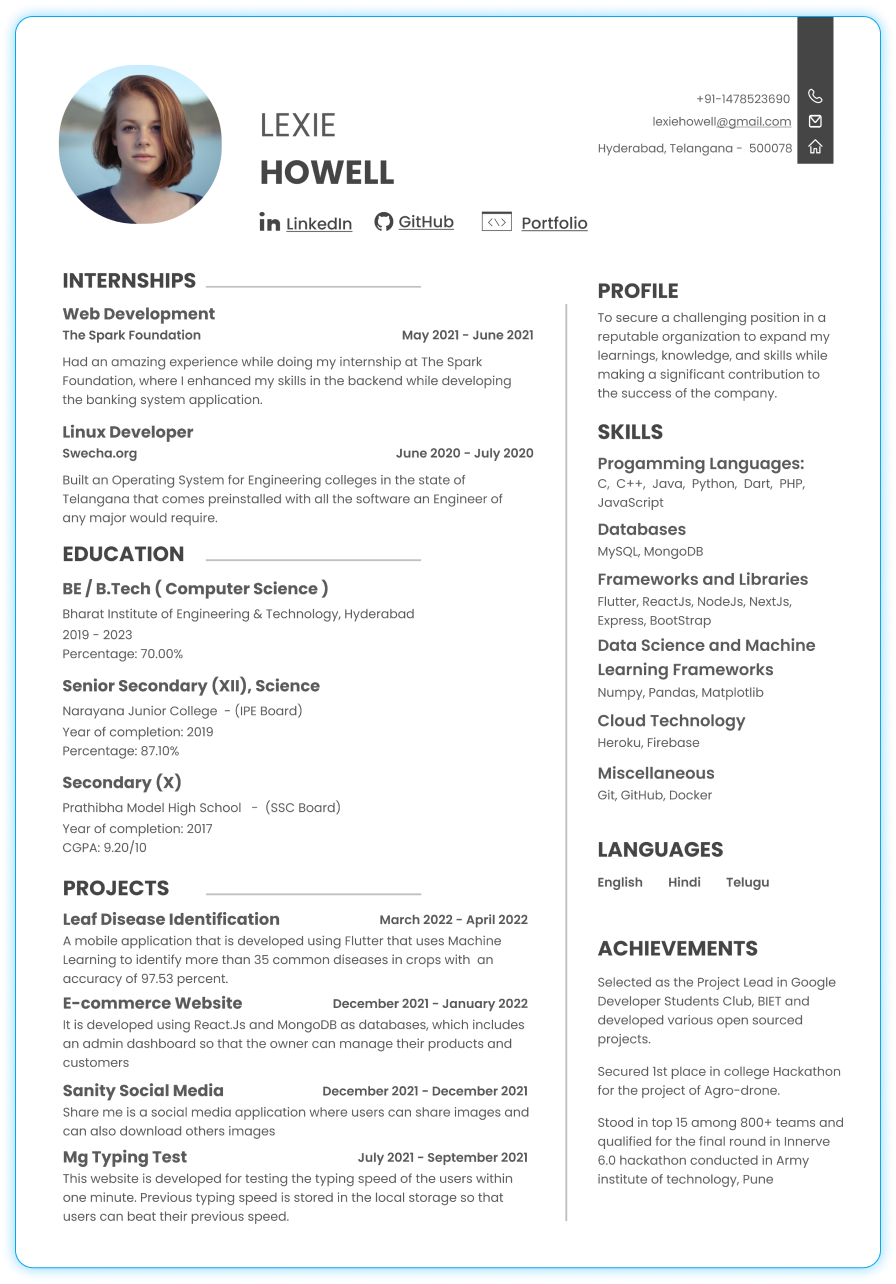 LEXIE
HOWELL
LinkedIn GitHub Portfolio
+91-1478523690
lexiehowell@gmail.com
Hyderabad, Telangana - 500078
INTERNSHIPS
Web Development
The Spark Foundation May 2021 - June 2021
Had an amazing experience while doing my internship at The Spark
Foundation, where I enhanced my skills in the backend while developing
the banking system application.
Linux Developer
Swecha.org June 2020 - July 2020
Built an Operating System for Engineering colleges in the state of
Telangana that comes preinstalled with all the software an Engineer of
any major would require.
EDUCATION
BE / B.Tech ( Computer Science )
Bharat Institute of Engineering & Technology, Hyderabad
2019 - 2023
Percentage: 70.00%
Senior Secondary (XII), Science
Narayana Junior College - (IPE Board)
Year of completion: 2019
Percentage: 87.10%
Secondary (X)
Prathibha Model High School - (SSC Board)
Year of completion: 2017
CGPA: 9.20/10
PROJECTS
Leaf Disease Identification March 2022 - April 2022
A mobile application that is developed using Flutter that uses Machine
Learning to identify more than 35 common diseases in crops with an
accuracy of 97.53 percent.
E-commerce Website December 2021 - January 2022
It is developed using React.Js and MongoDB as databases, which includes
an admin dashboard so that the owner can manage their products and
customers
Sanity Social Media December 2021 - December 2021
Share me is a social media application where users can share images and
can also download others images
Mg Typing Test July 2021 - September 2021
This website is developed for testing the typing speed of the users within
one minute. Previous typing speed is stored in the local storage so that
users can beat their previous speed.
PROFILE
To secure a challenging position in a
reputable organization to expand my
learnings, knowledge, and skills while
making a significant contribution to
the success of the company.
SKILLS
Progamming Languages:
C, C++, Java, Python, Dart, PHP,
JavaScript
Databases
MySQL, MongoDB
Frameworks and Libraries
Flutter, ReactJs, NodeJs, NextJs,
Express, BootStrap
Data Science and Machine
Learning Frameworks
Numpy, Pandas, Matplotlib
Cloud Technology
Heroku, Firebase
Miscellaneous
Git, GitHub, Docker
LANGUAGES
English Hindi Telugu
ACHIEVEMENTS
Selected as the Project Lead in Google
Developer Students Club, BIET and
developed various open sourced
projects.
Secured 1st place in college Hackathon
for the project of Agro-drone.
Stood in top 15 among 800+ teams and
qualified for the final round in Innerve
6.0 hackathon conducted in Army
institute of technology, Pune